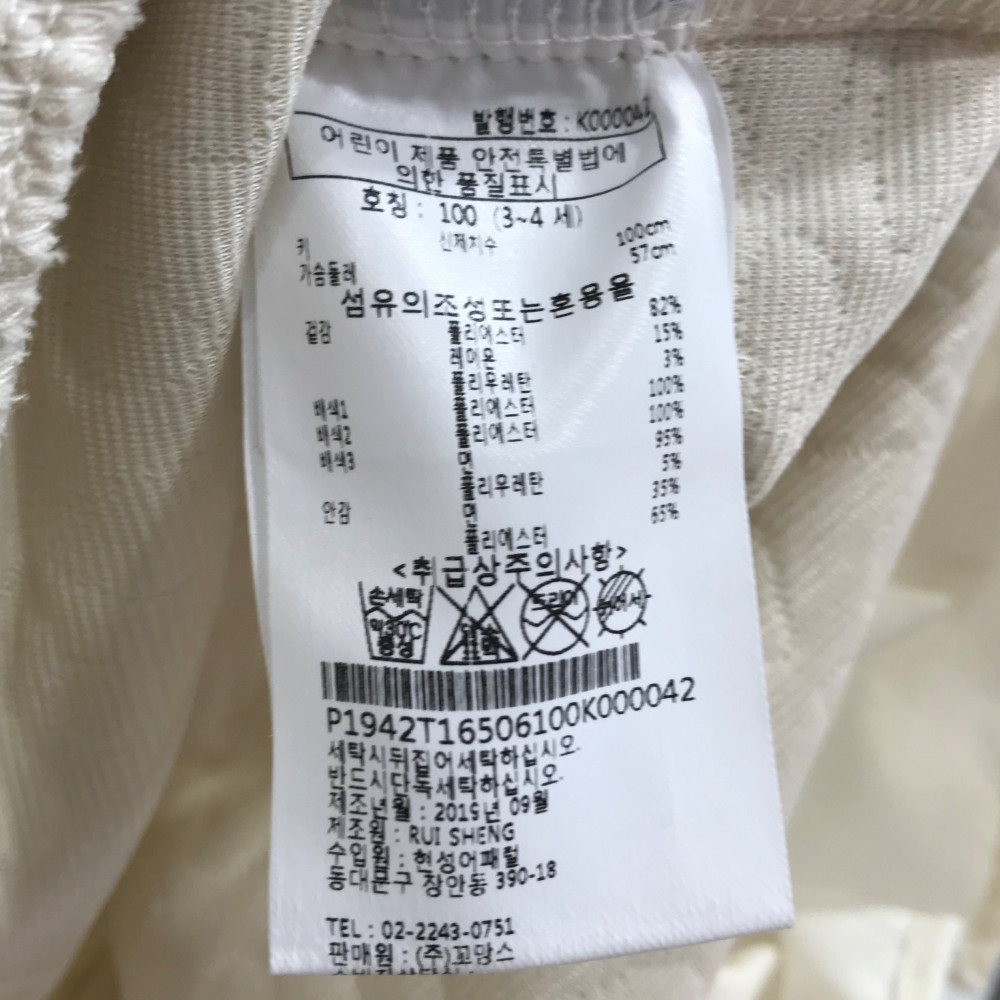 발행번호 : K000042
어린이 제품 안전특별법에
의한 품질표시
호칭 : 100 (3~4 세)
신체치수
키 100cm
가슴둘레 57cm
섬유의조성또는혼용율
겉감 폴리에스터 82%
레이온 15%
폴리우레탄 3%
배색1 폴리에스터 100%
배색2 폴리에스터 100%
배색3 면 95%
폴리우레탄 5%
안감 면 35%
폴리에스터 65%
<취급상주의사항>
손세탁
약30℃
중성
드라이
P1942T16506100K000042
세탁시뒤집어세탁하십시오.
반드시단독세탁하십시오.
제조년월 : 2019년 09월
제조원 : RUI SHENG
수입원 : 현성어패럴
동대문구 장안동 390-18
TEL : 02-2243-0751
판매원 : (주)꼬망스